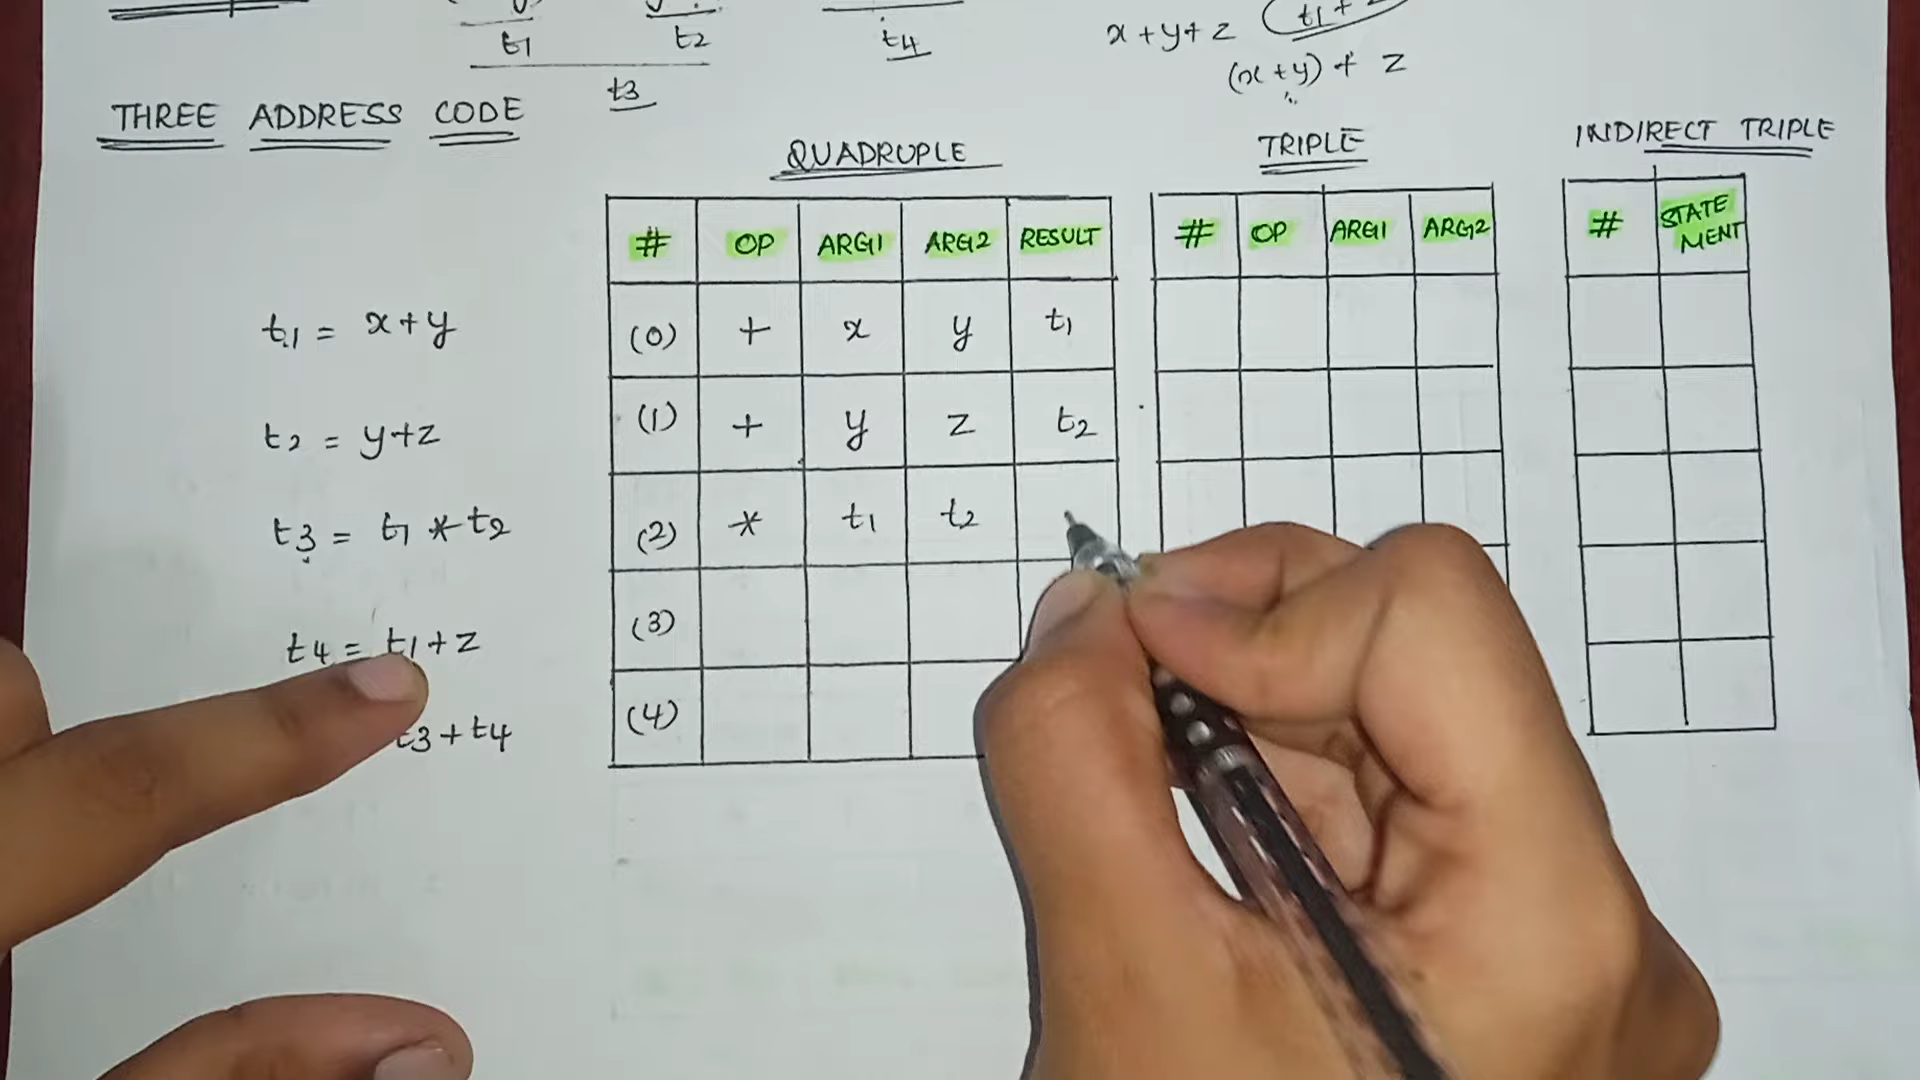 t1 t2 t4 x+y+z t1+
t3 (x+y)+ z
THREE ADDRESS CODE
QUADRUPLE TRIPLE INDIRECT TRIPLE
# OP ARG1 ARG2 RESULT # OP ARG1 ARG2 # STATEMENT
t1 = x+y (0) + x y t1
t2 = y+z (1) + y z t2
t3 = t1 * t2 (2) * t1 t2
t4 = t1+z (3)
t3+t4 (4)